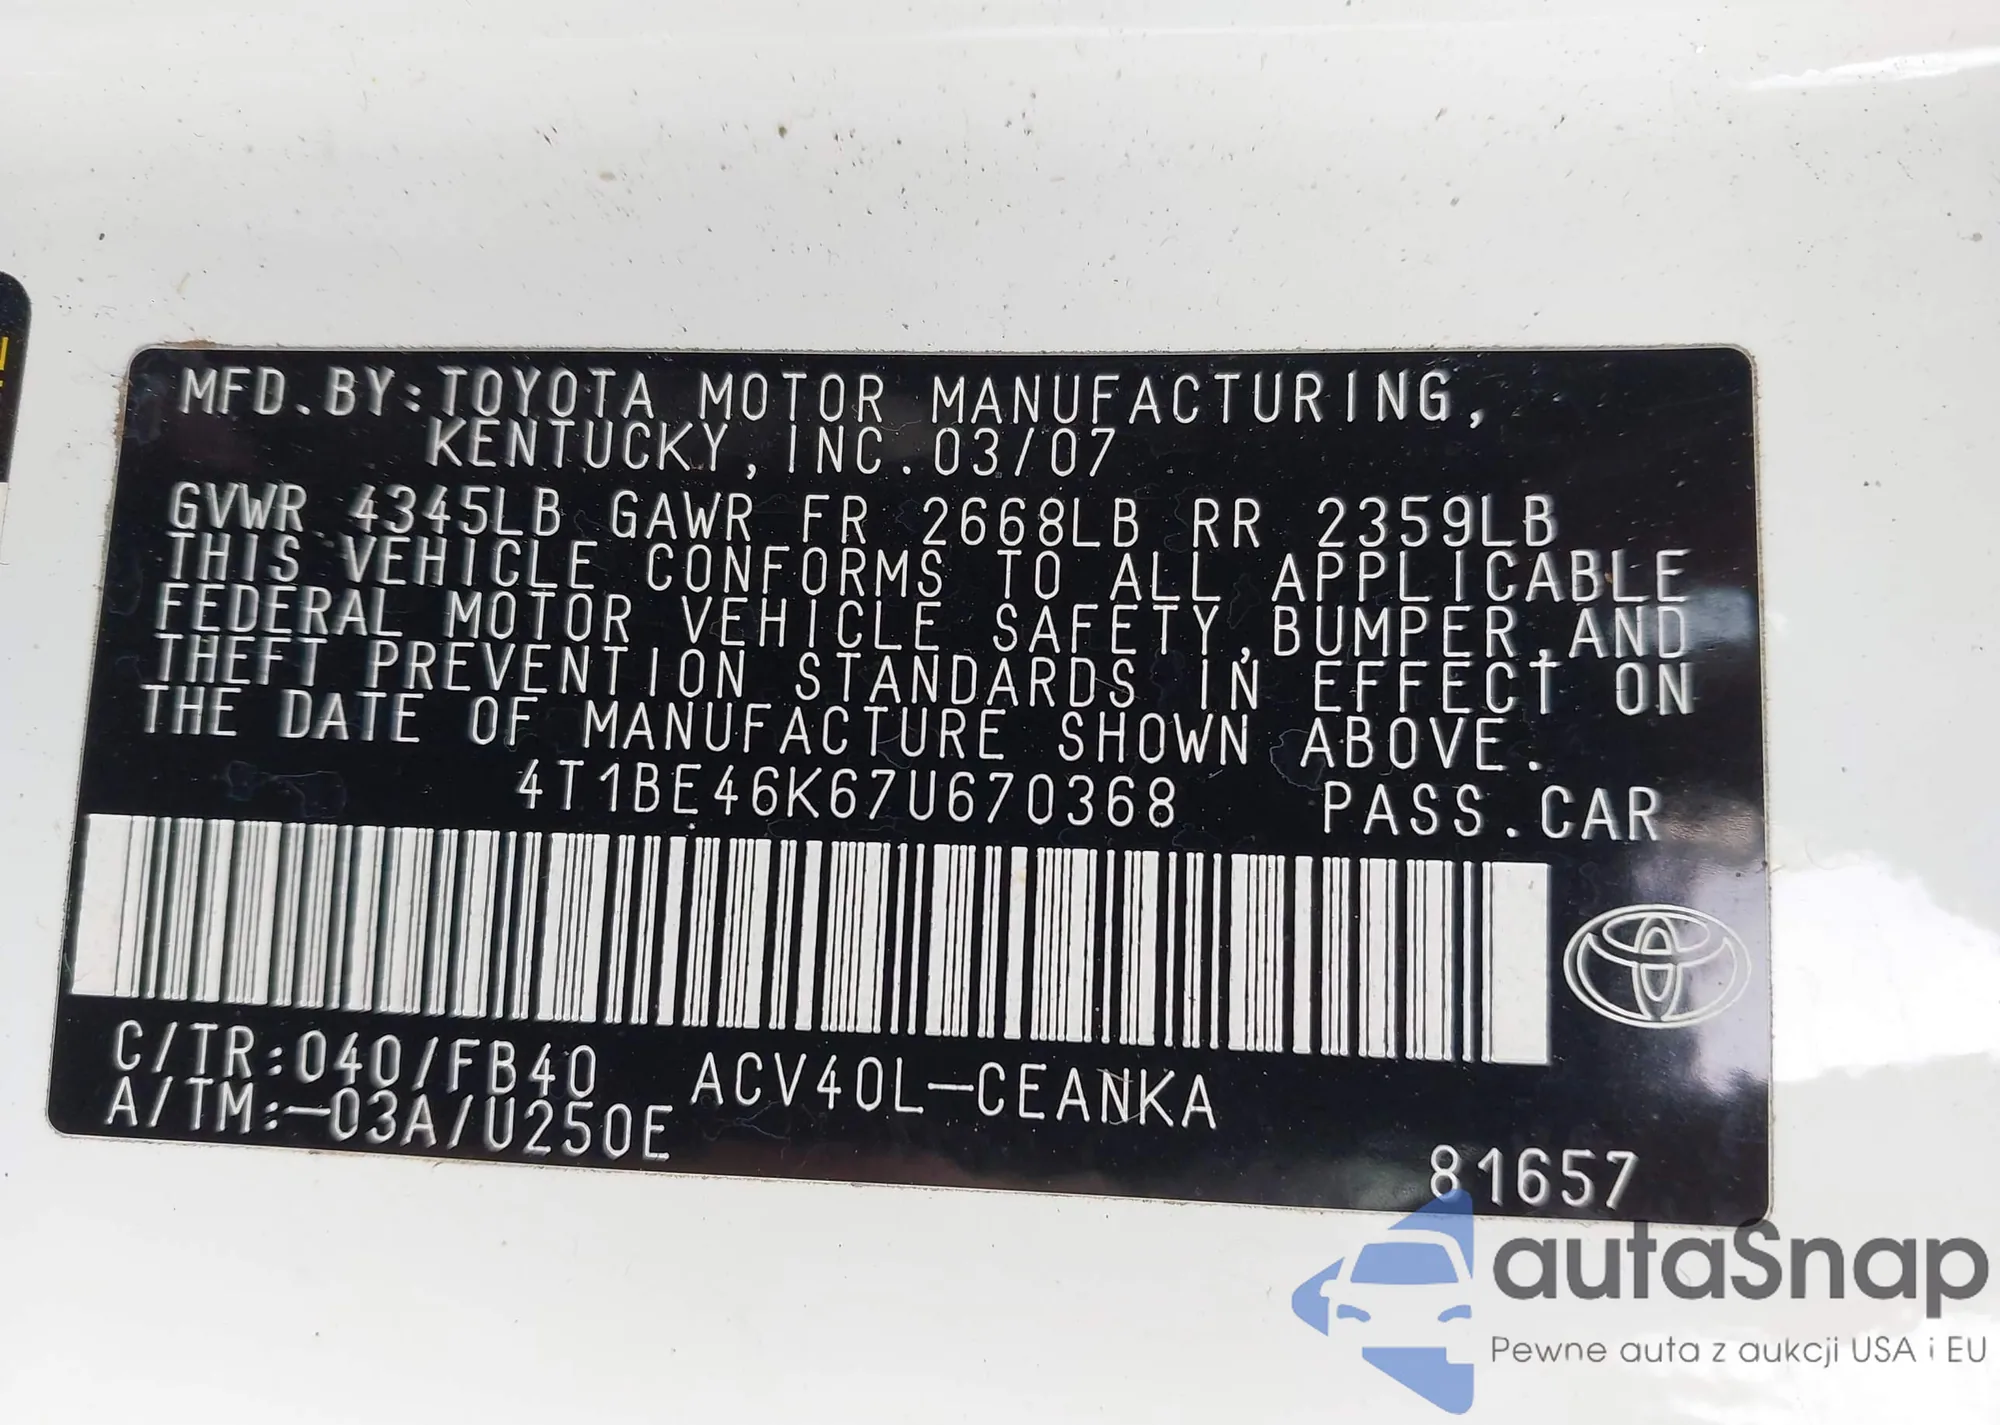 MFD.BY:TOYOTA MOTOR MANUFACTURING,
KENTUCKY,INC.03/07
GVWR 4345LB GAWR FR 2668LB RR 2359LB
THIS VEHICLE CONFORMS TO ALL APPLICABLE
FEDERAL MOTOR VEHICLE SAFETY,BUMPER,AND
THEFT PREVENTION STANDARDS IN EFFECT ON
THE DATE OF MANUFACTURE SHOWN ABOVE.
4T1BE46K67U670368 PASS.CAR
C/TR:040/FB40 ACV40L-CEANKA
A/TM:-03A/U250E
81657
autaSnap
Pewne auta z aukcji USA i EU